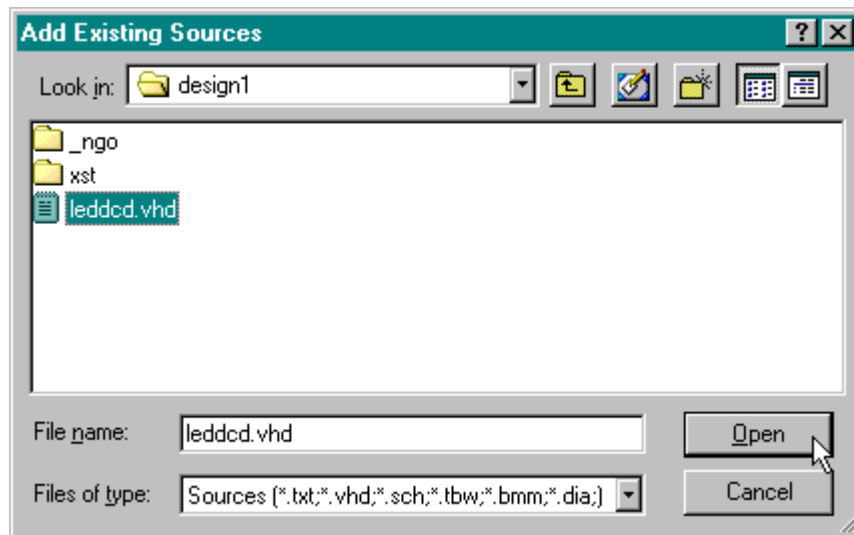 Add Existing Sources
Look in: design1
_ngo
xst
leddcd.vhd
File name: leddcd.vhd Open
Files of type: Sources (*.txt;*.vhd;*.sch;*.tbw;*.bmm;*.dia;) Cancel